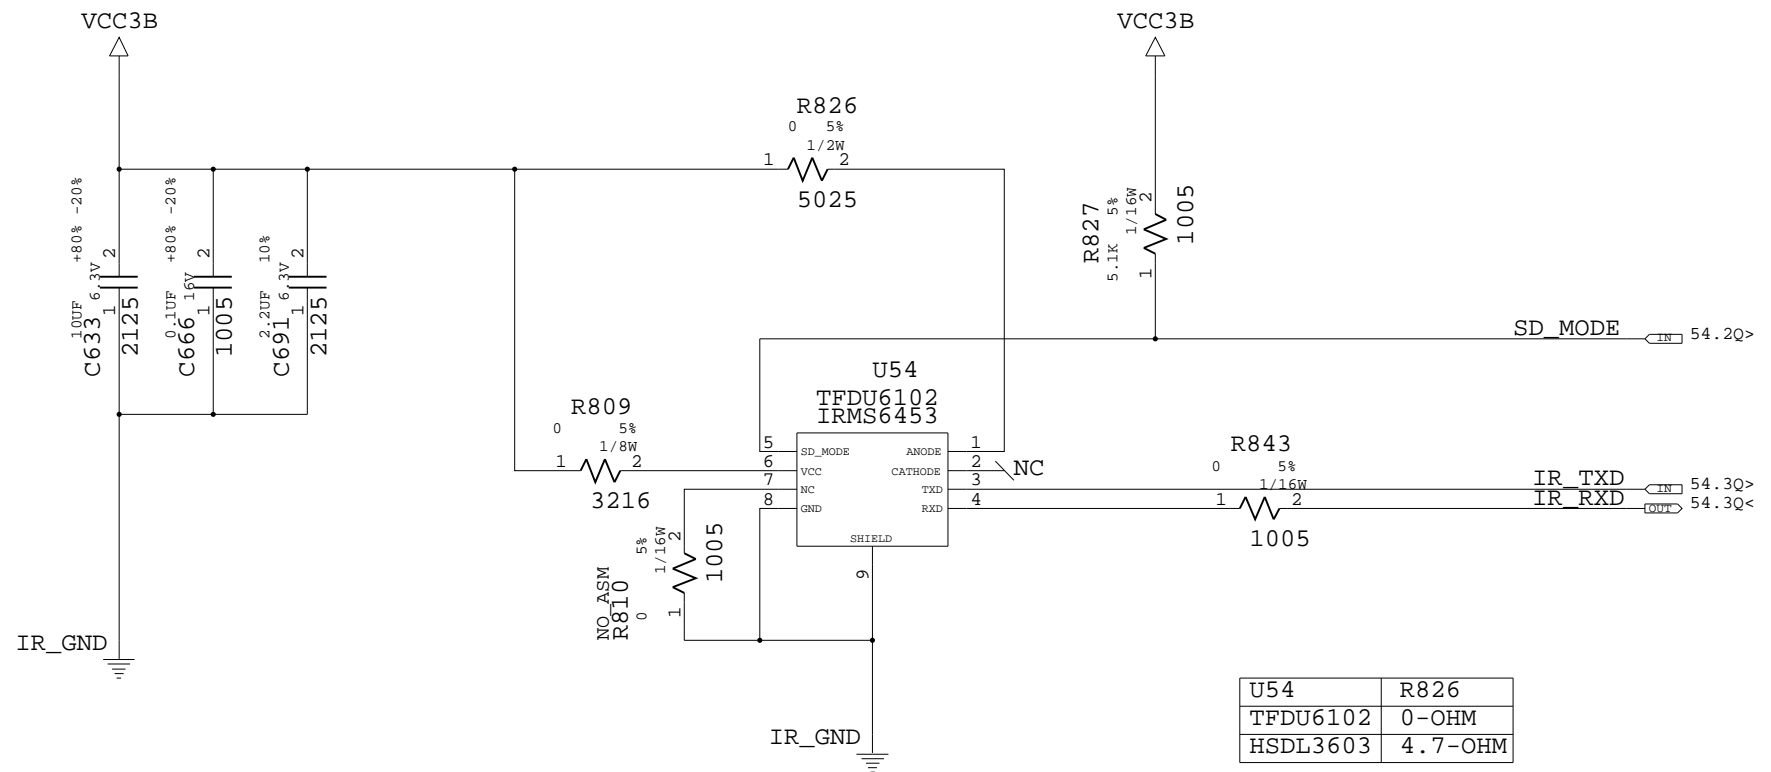 VCC3B
VCC3B
R826
0 5%
1/2W
1 2
5025
R827
5.1K 5%
1/16W
1 2
1005
+80% -20%
10UF 6.3V
1 2
C633
2125
+80% -20%
0.1UF 16V
1 2
C666
1005
10%
2.2UF 6.3V
1 2
C691
2125
SD_MODE IN 54.2Q>
U54
TFDU6102
IRMS6453
R809
0 5%
1/8W
1 2
3216
5 SD_MODE ANODE 1
6 VCC CATHODE 2 NC
7 NC TXD 3
8 GND RXD 4
SHIELD
9
R843
0 5%
1/16W
1 2
1005
IR_TXD IN 54.3Q>
IR_RXD OUT 54.3Q<
NO_ASM
R810
0 5%
1/16W
1 2
1005
IR_GND
IR_GND
U54 R826
TFDU6102 0-OHM
HSDL3603 4.7-OHM